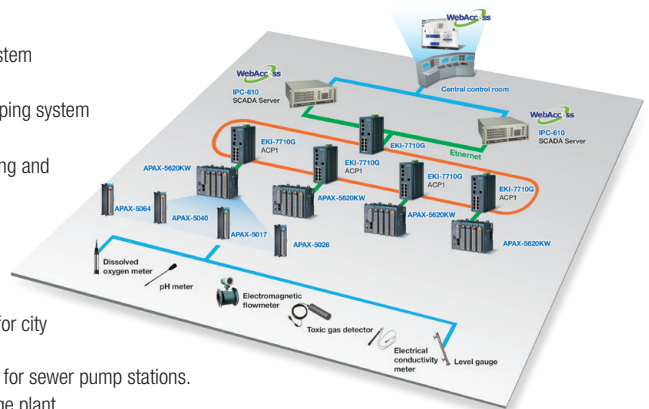 stem
ping system
ng and
for city
for sewer pump stations.
ge plant
WebAccess
Central control room
WebAccess
IPC-610
SCADA Server
WebAccess
IPC-610
SCADA Server
Etnernet
EKI-7710G
ACP1
EKI-7710G
EKI-7710G
ACP1
EKI-7710G
ACP1
EKI-7710G
ACP1
APAX-5620KW
APAX-5620KW
APAX-5620KW
APAX-5620KW
APAX-5064
APAX-5040
APAX-5017
APAX-5028
Dissolved
oxygen meter
pH meter
Electromagnetic
flowmeter
Toxic gas detector
Electrical
conductivity
meter
Level gauge